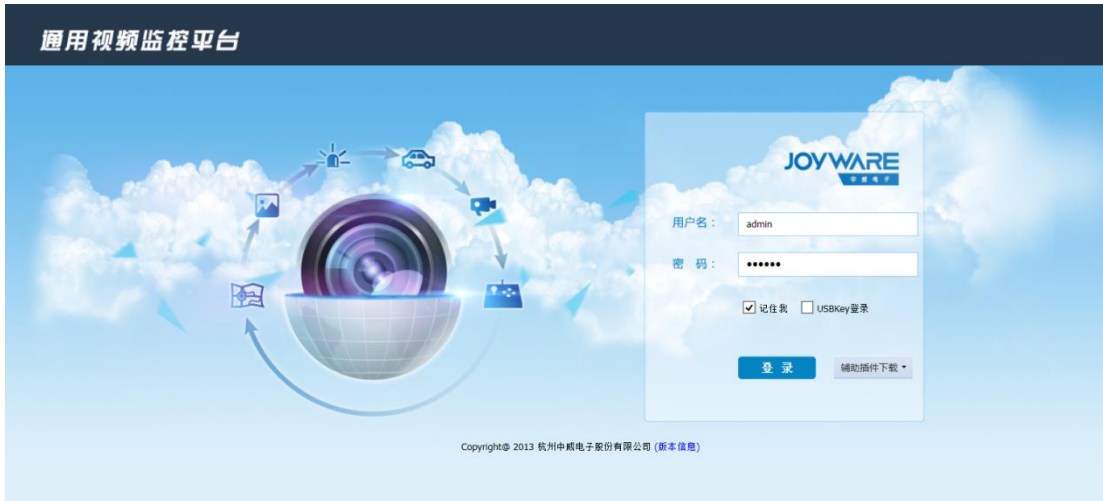 通用视频监控平台
JOYWARE
中威电子
用户名：
admin
密 码：
••••••
记住我 USBKey登录
登 录 辅助插件下载
Copyright@ 2013 杭州中威电子股份有限公司 (版本信息)